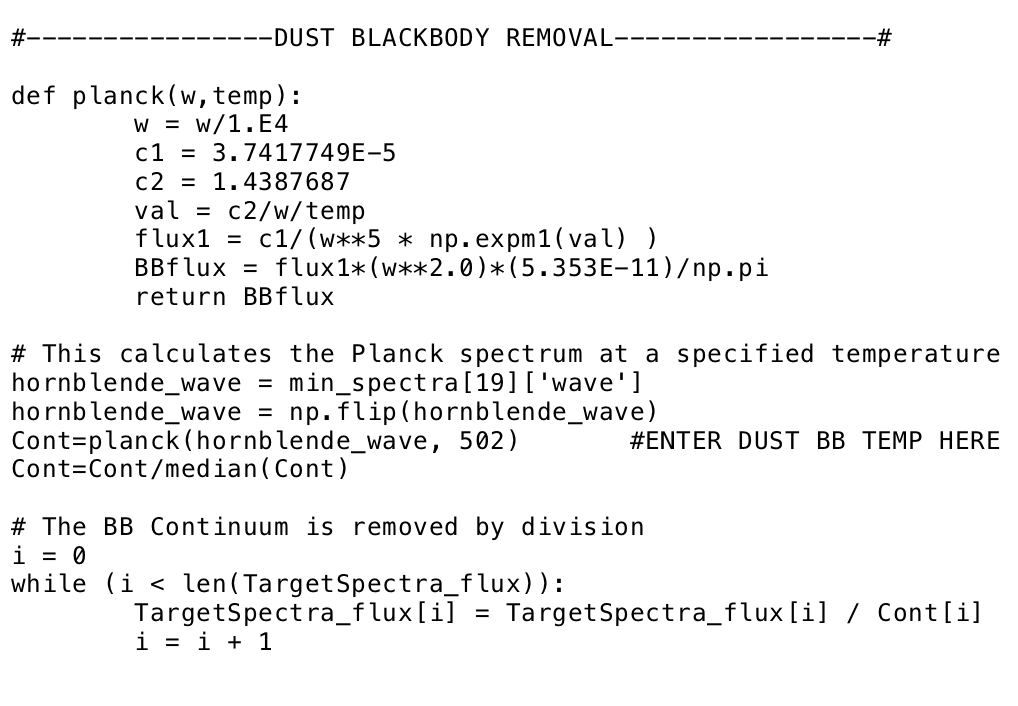 #----------------DUST BLACKBODY REMOVAL-----------------#
def planck(w,temp):
        w = w/1.E4
        c1 = 3.7417749E-5
        c2 = 1.4387687
        val = c2/w/temp
        flux1 = c1/(w**5 * np.expm1(val) )
        BBflux = flux1*(w**2.0)*(5.353E-11)/np.pi
        return BBflux
# This calculates the Planck spectrum at a specified temperature
hornblende_wave = min_spectra[19]['wave']
hornblende_wave = np.flip(hornblende_wave)
Cont=planck(hornblende_wave, 502)       #ENTER DUST BB TEMP HERE
Cont=Cont/median(Cont)
# The BB Continuum is removed by division
i = 0
while (i < len(TargetSpectra_flux)):
        TargetSpectra_flux[i] = TargetSpectra_flux[i] / Cont[i]
        i = i + 1